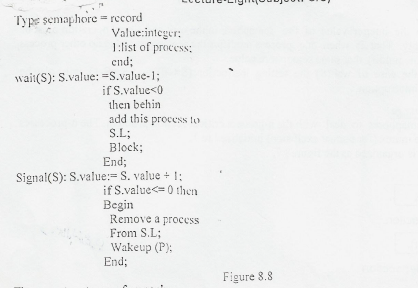 Lecture-Eight(Subject
Type semaphore = record
Value:integer;
l:list of process;
end;
wait(S): S.value: =S.value-1;
if S.value<0
then behin
add this process to
S.L;
Block;
End;
Signal(S): S.value:= S. value + 1;
if S.value<= 0 then
Begin
Remove a process
From S.L;
Wakeup (P);
End;
Figure 8.8